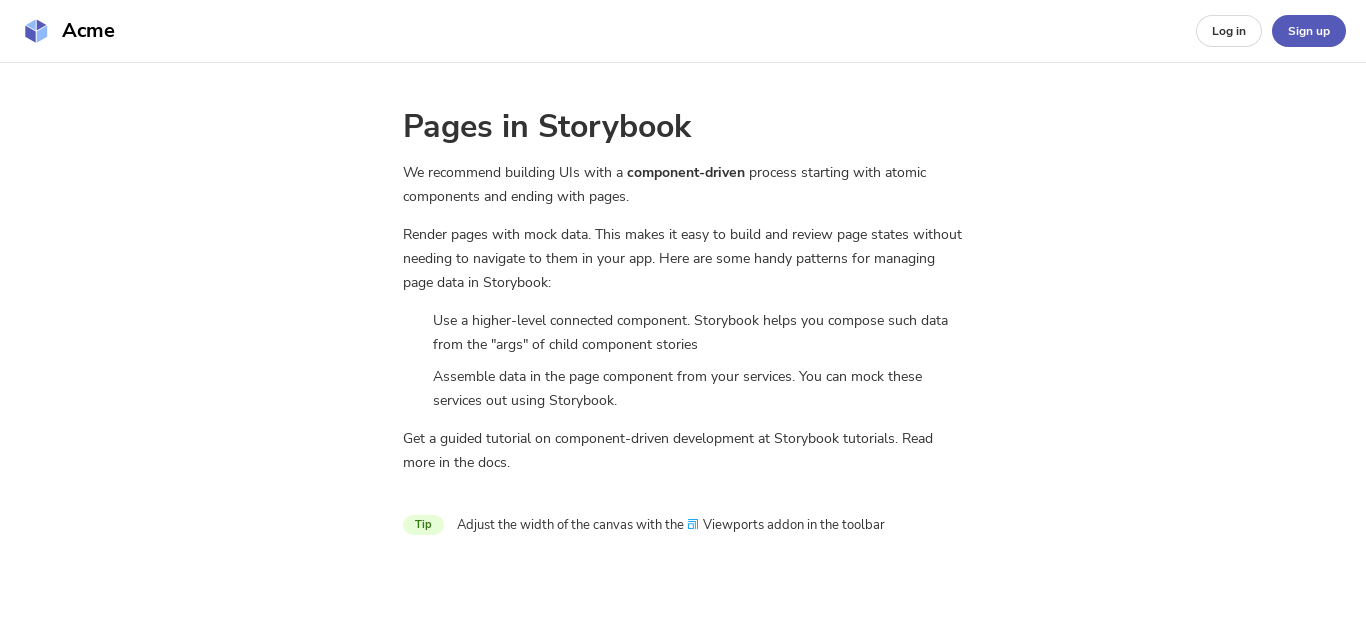 Acme
Log in
Sign up
Pages in Storybook
We recommend building UIs with a component-driven process starting with atomic
components and ending with pages.
Render pages with mock data. This makes it easy to build and review page states without
needing to navigate to them in your app. Here are some handy patterns for managing
page data in Storybook:
Use a higher-level connected component. Storybook helps you compose such data
from the "args" of child component stories
Assemble data in the page component from your services. You can mock these
services out using Storybook.
Get a guided tutorial on component-driven development at Storybook tutorials. Read
more in the docs.
Tip Adjust the width of the canvas with the Viewports addon in the toolbar